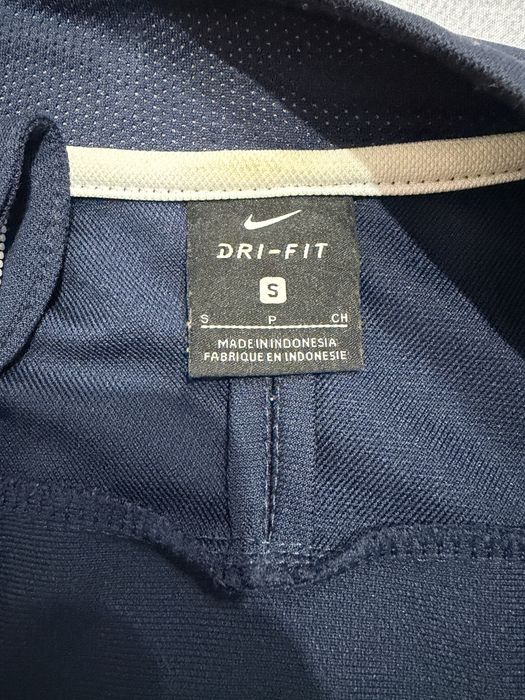 DRI-FIT
S
S P CH
MADE IN INDONESIA
FABRIQUE EN INDONESIE